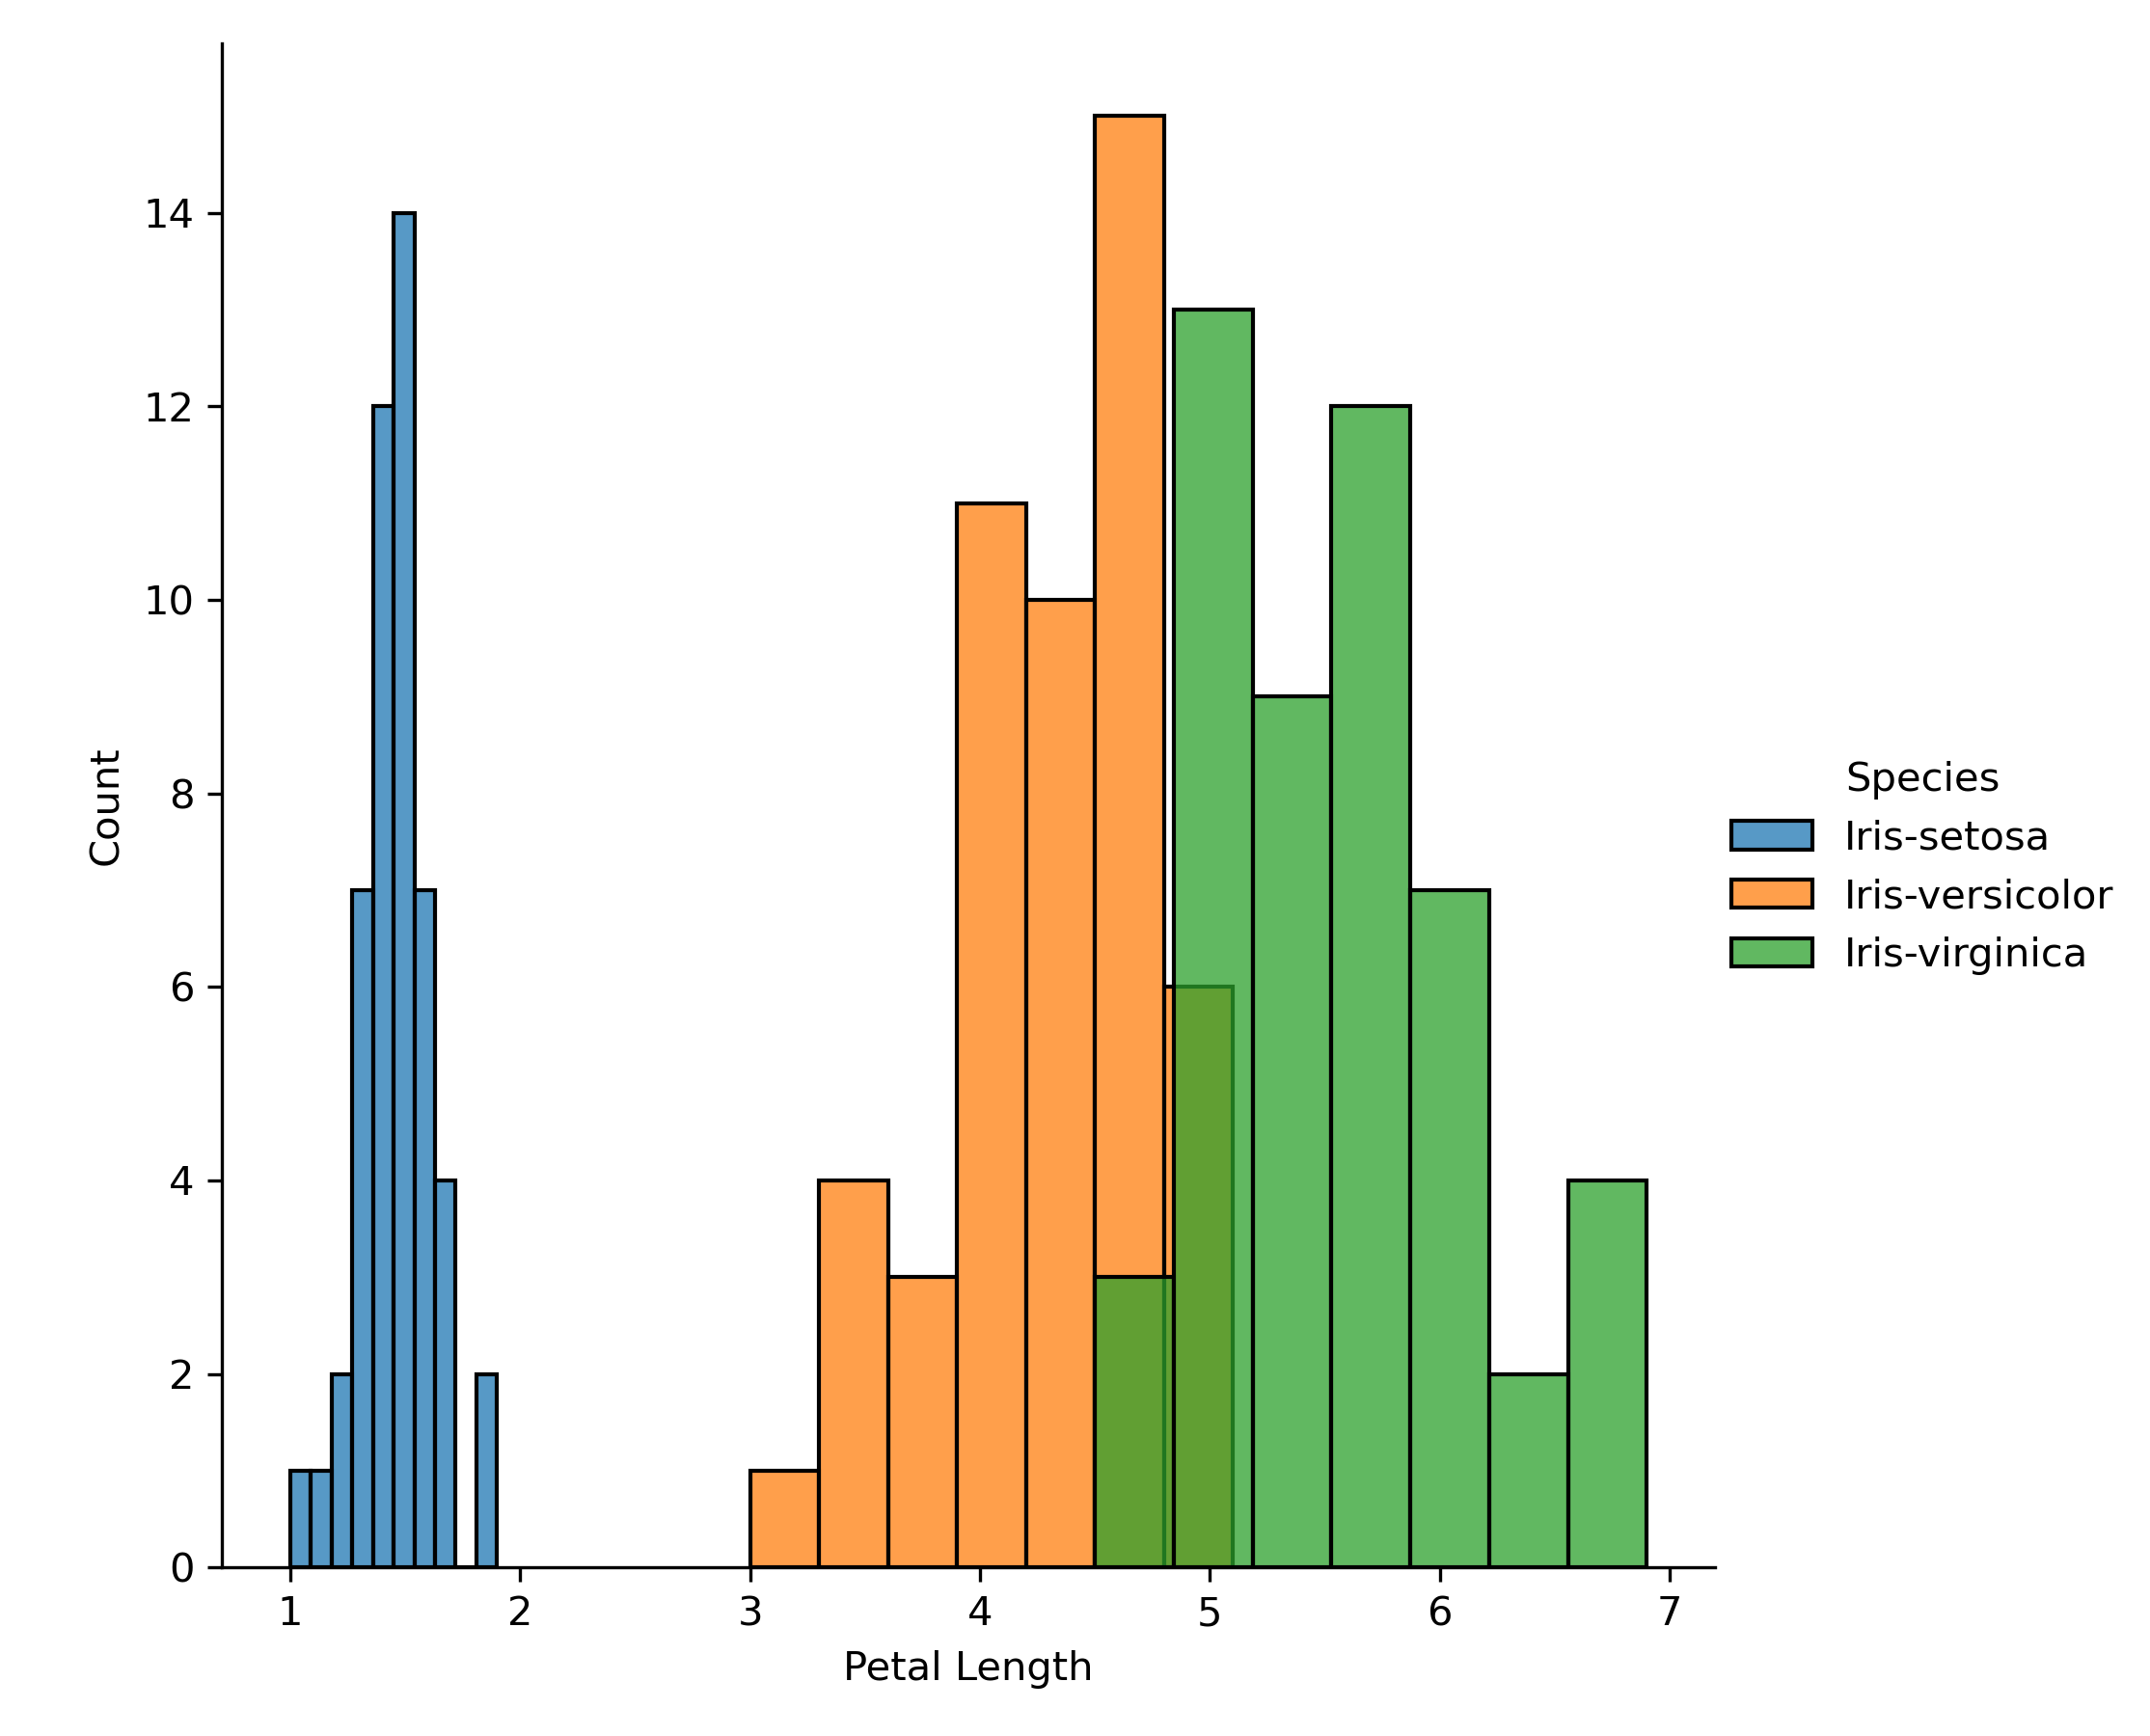 14
12
10
8
6
4
2
0
Count
1 2 3 4 5 6 7
Petal Length
Species
Iris-setosa
Iris-versicolor
Iris-virginica